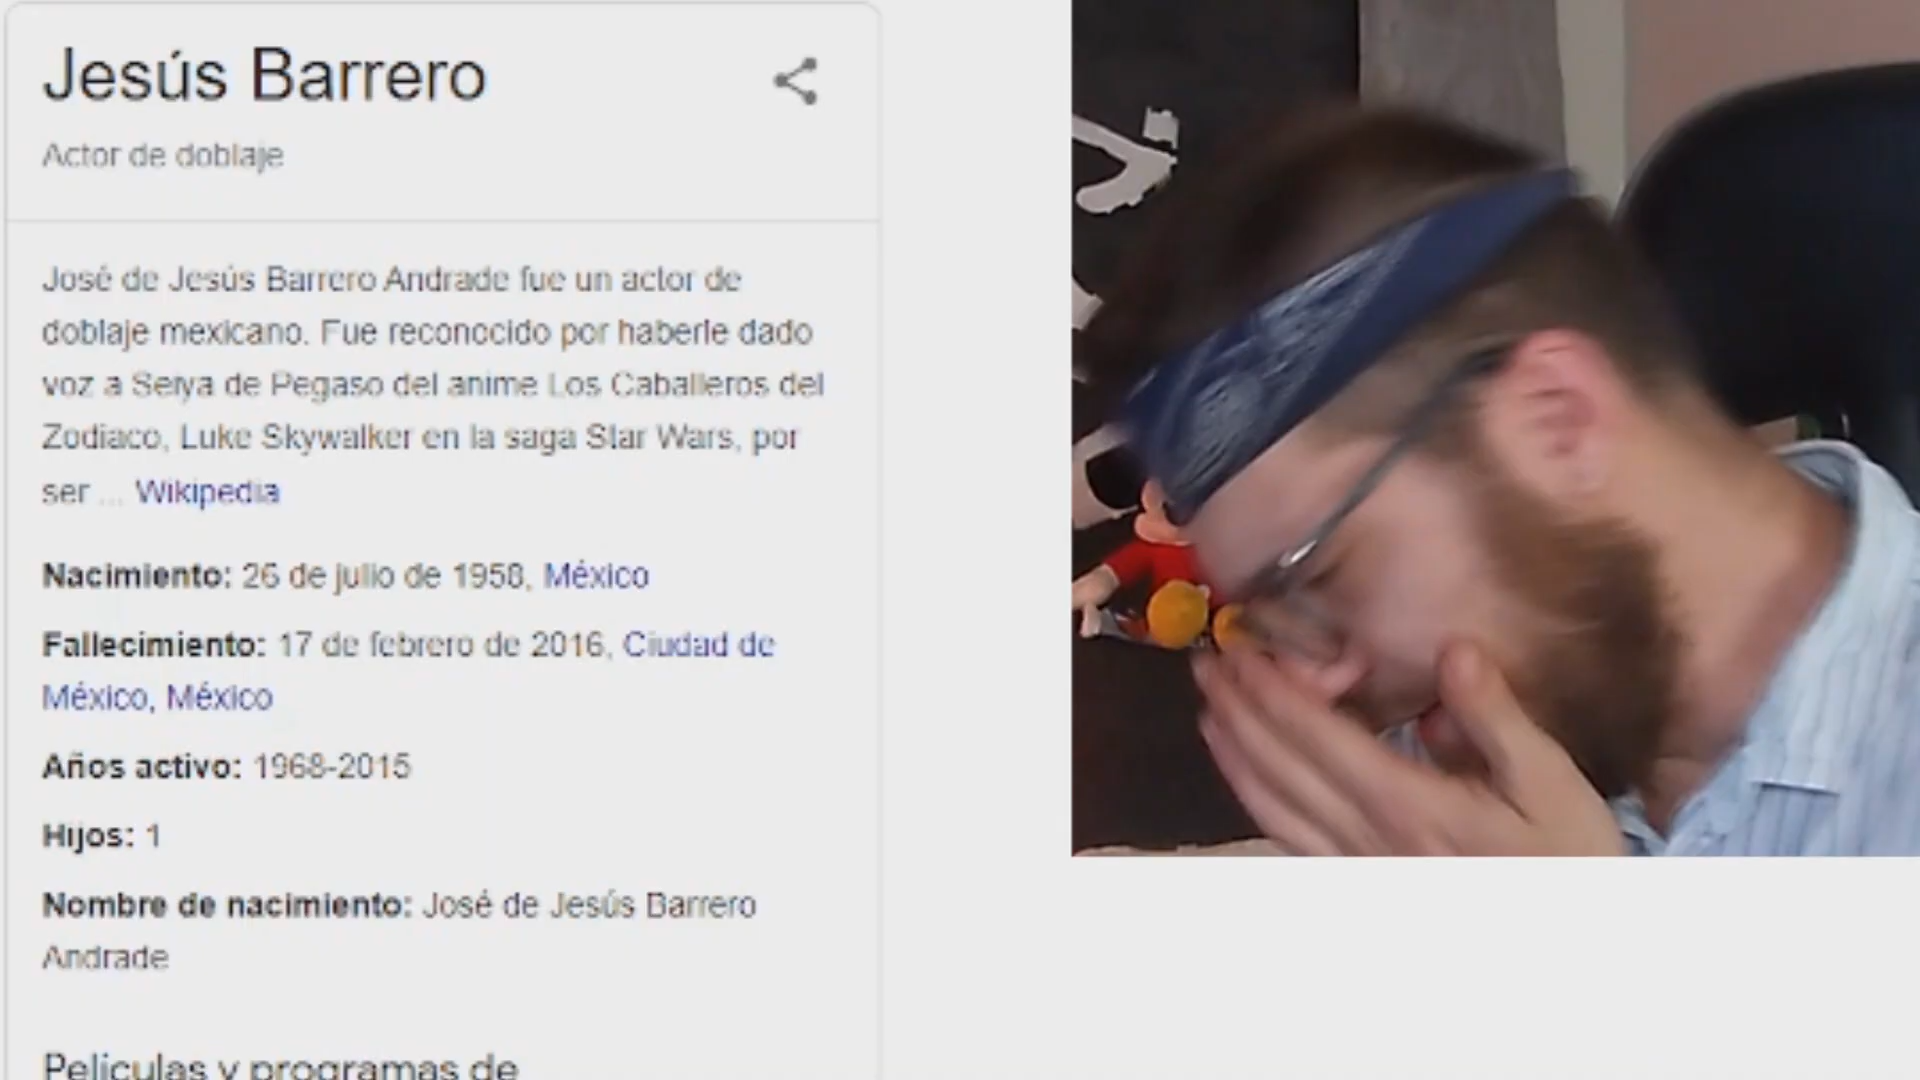 Jesús Barrero
Actor de doblaje
José de Jesús Barrero Andrade fue un actor de
doblaje mexicano. Fue reconocido por haberle dado
voz a Seiya de Pegaso del anime Los Caballeros del
Zodiaco, Luke Skywalker en la saga Star Wars, por
ser ... Wikipedia
Nacimiento: 26 de julio de 1958, México
Fallecimiento: 17 de febrero de 2016, Ciudad de
México, México
Años activo: 1968-2015
Hijos: 1
Nombre de nacimiento: José de Jesús Barrero
Andrade
Películas y programas de